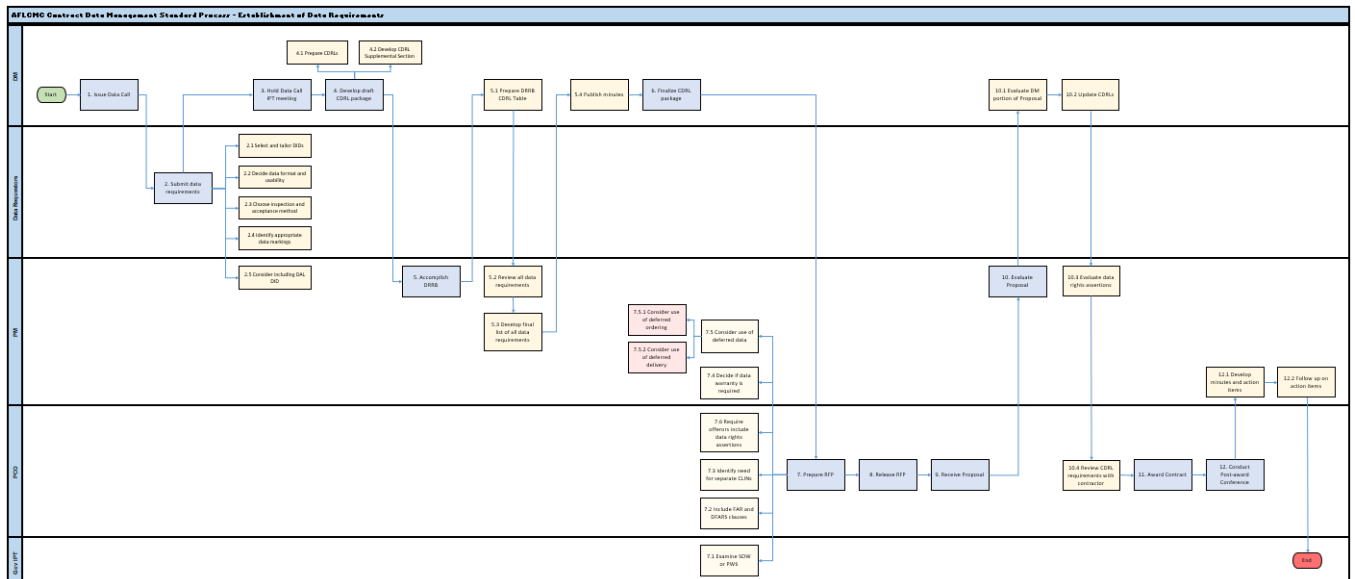 AFLCMC Contract Data Management Standard Process - Establishment of Data Requirements
DM
4.1 Prepare CDRLs
4.2 Develop CDRL
Supplemental Section
Start
1. Issue Data Call
3. Hold Data Call
IPT meeting
4. Develop draft
CDRL package
5.1 Prepare DRRB
CDRL Table
5.4 Publish minutes
6. Finalize CDRL
package
10.1 Evaluate DM
portion of Proposal
10.2 Update CDRLs
Data Requestors
2. Submit data
requirements
2.1 Select and tailor DIDs
2.2 Decide data format and
usability
2.3 Choose inspection and
acceptance method
2.4 Identify appropriate
data markings
PM
2.5 Consider including DAL
DID
5. Accomplish
DRRB
5.2 Review all data
requirements
5.3 Develop final
list of all data
requirements
7.5.1 Consider use
of deferred
ordering
7.5.2 Consider use
of deferred
delivery
7.5 Consider use of
deferred data
7.4 Decide if data
warranty is
required
10. Evaluate
Proposal
10.3 Evaluate data
rights assertions
12.1 Develop
minutes and action
items
12.2 Follow up on
action items
PCO
7.6 Require
offerors include
data rights
assertions
7.3 Identify need
for separate CLINs
7.2 Include FAR and
DFARS clauses
7. Prepare RFP
8. Release RFP
9. Receive Proposal
10.4 Review CDRL
requirements with
contractor
11. Award Contract
12. Conduct
Post-award
Conference
Gov IPT
7.1 Examine SOW
or PWS
End